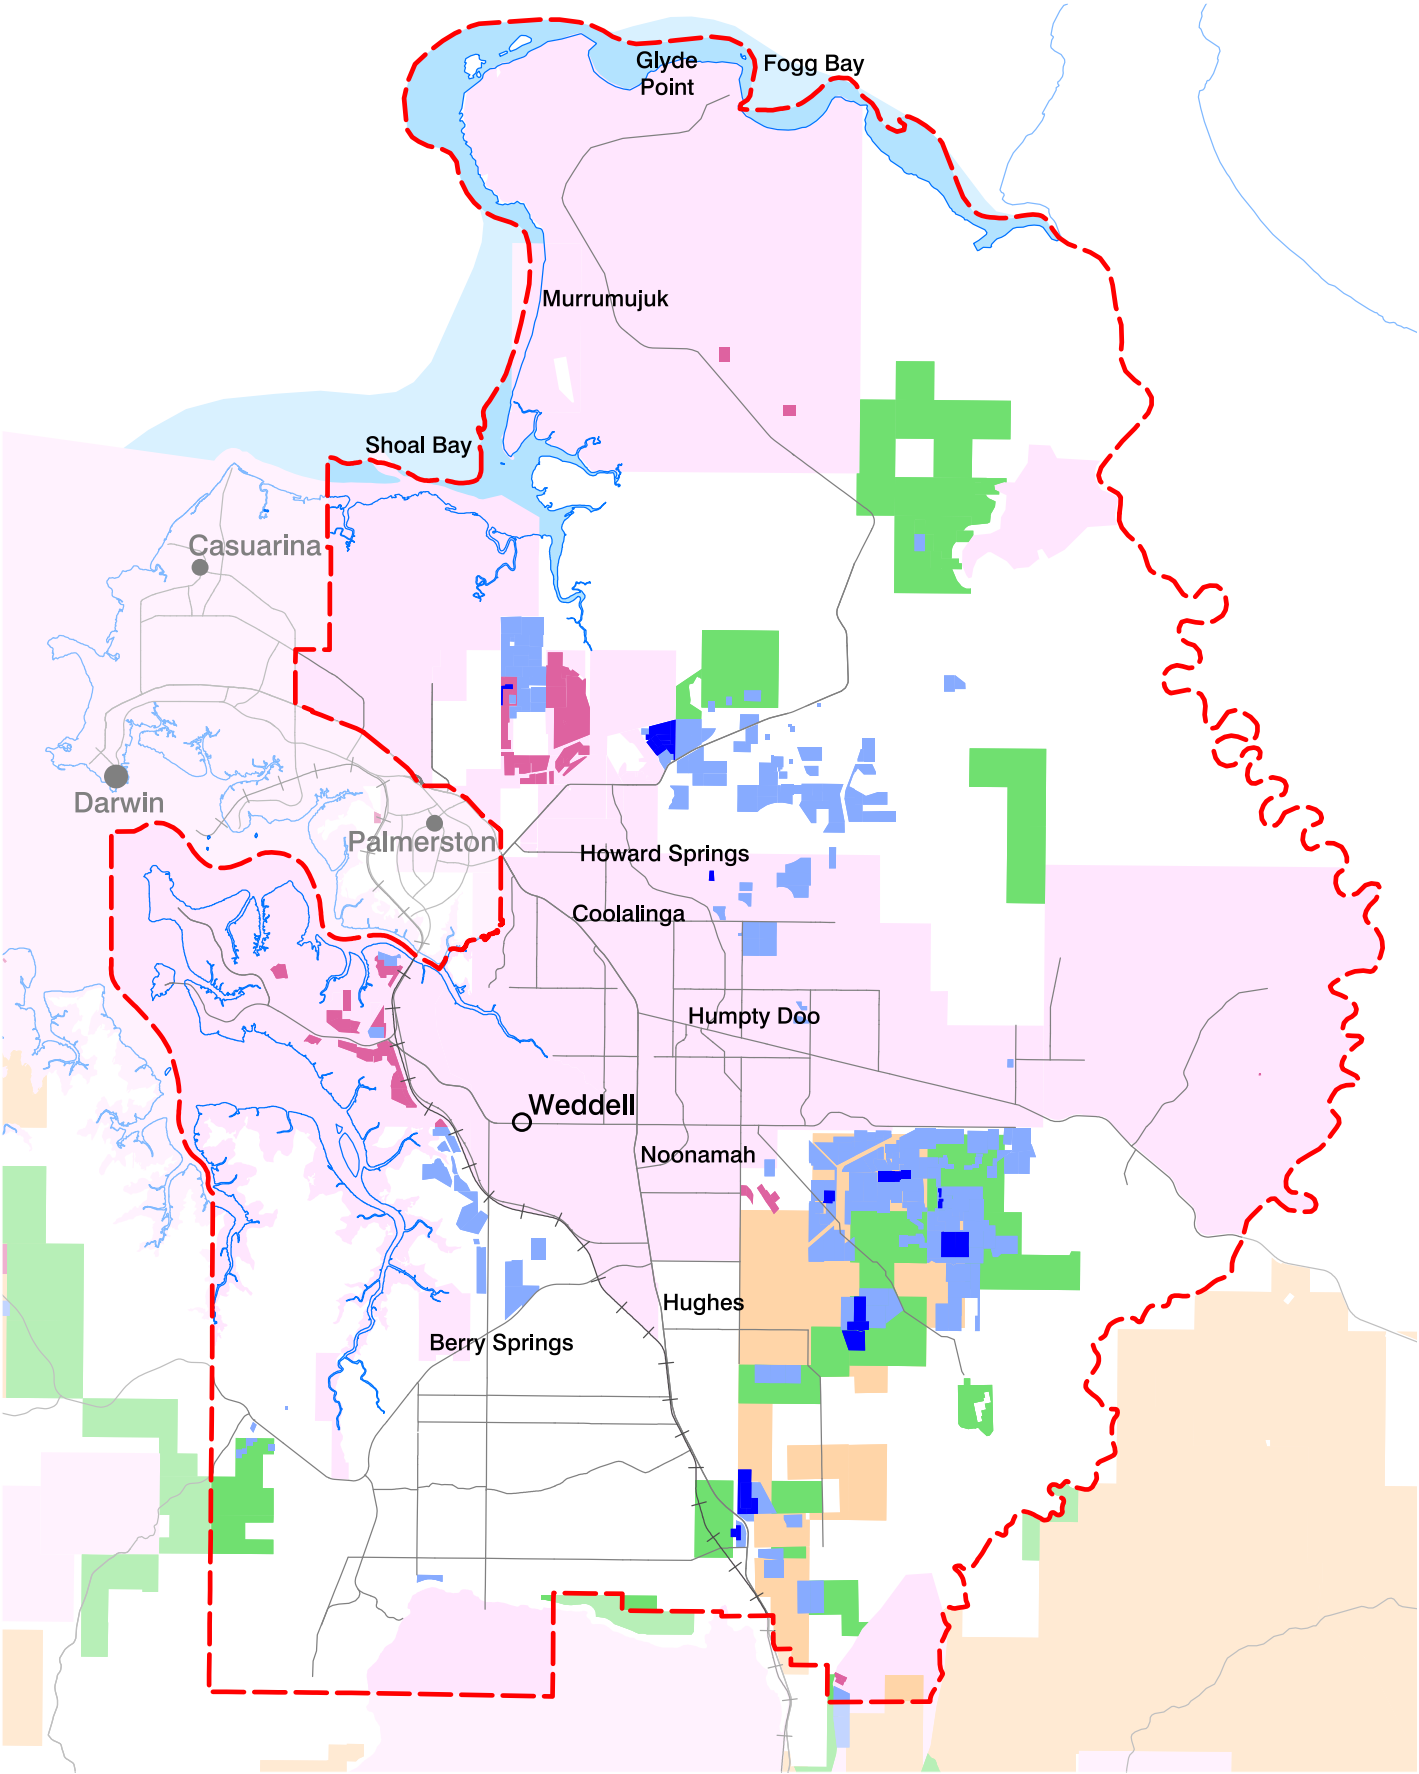 Glyde
Point
Fogg Bay
Murrumujuk
Shoal Bay
Casuarina
Darwin
Palmerston
Howard Springs
Coolalinga
Humpty Doo
Weddell
Noonamah
Hughes
Berry Springs